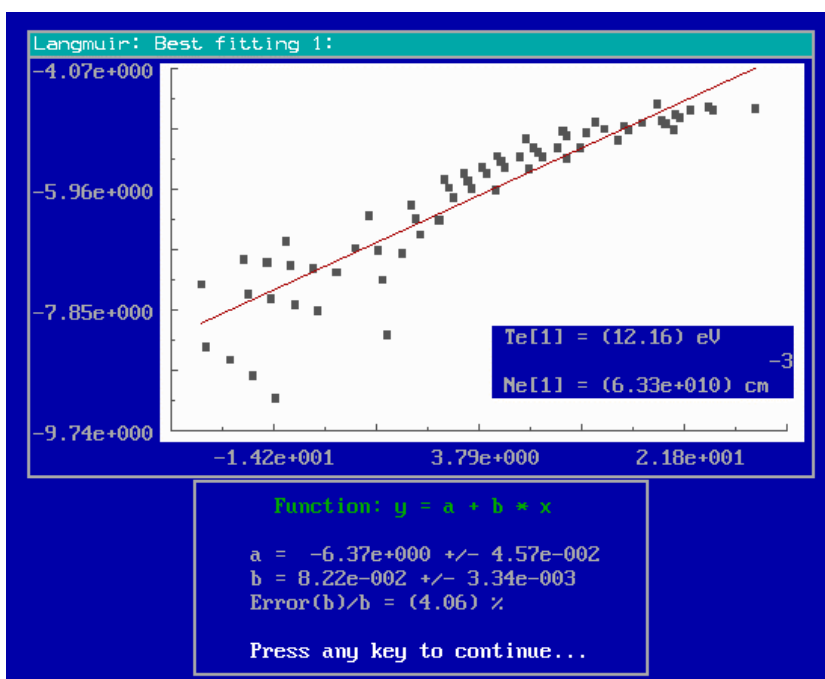 Langmuir: Best fitting 1:
-4.07e+000
-5.96e+000
-7.85e+000
-9.74e+000
Te[1] = (12.16) eV
-3
Ne[1] = (6.33e+010) cm
-1.42e+001 3.79e+000 2.18e+001
Function: y = a + b * x
a = -6.37e+000 +/- 4.57e-002
b = 8.22e-002 +/- 3.34e-003
Error(b)/b = (4.06) %
Press any key to continue...